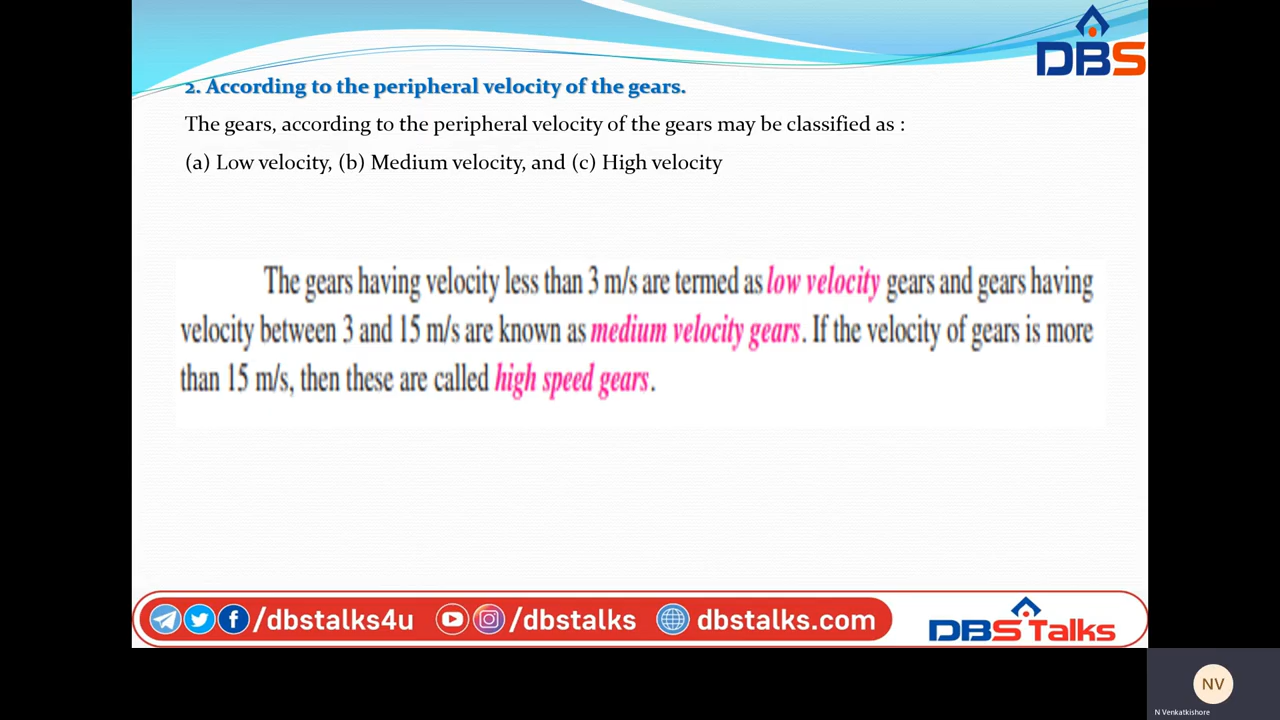 DBS
2. According to the peripheral velocity of the gears.
The gears, according to the peripheral velocity of the gears may be classified as :
(a) Low velocity, (b) Medium velocity, and (c) High velocity
The gears having velocity less than 3 m/s are termed as low velocity gears and gears having
velocity between 3 and 15 m/s are known as medium velocity gears. If the velocity of gears is more
than 15 m/s, then these are called high speed gears.
/dbstalks4u /dbstalks dbstalks.com
DBS Talks
NV
N Venkatkishore